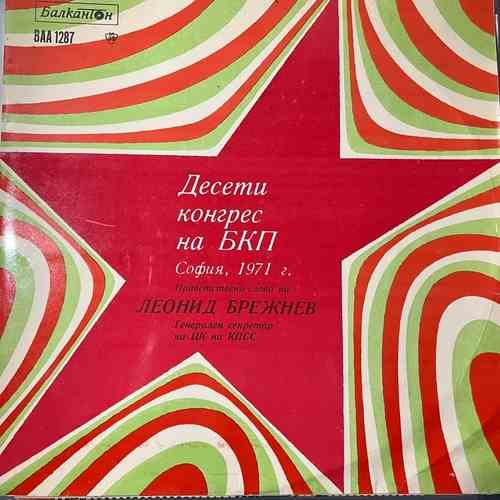 Балкантон
ВАА 1287
Десети
конгрес
на БКП
София, 1971 г.
Приветствено слово на
ЛЕОНИД БРЕЖНЕВ
Генерален секретар
на ЦК на КПСС